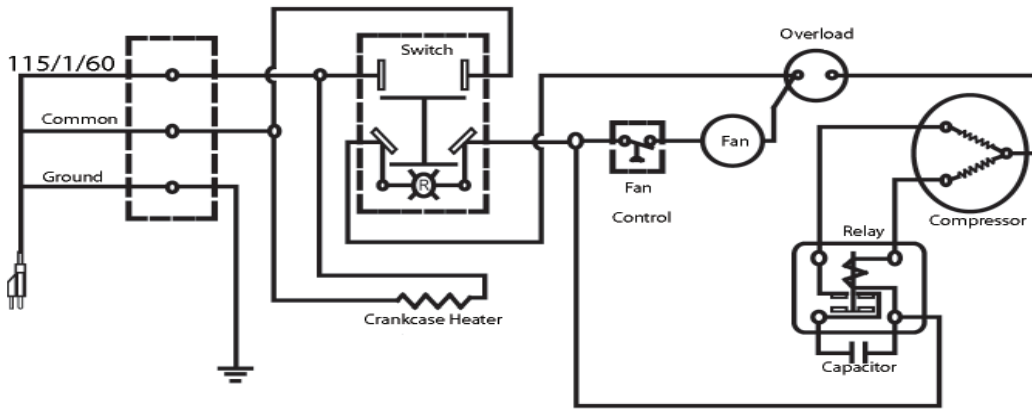 115/1/60
Common
Ground
Switch
R
Crankcase Heater
Fan
Control
Fan
Overload
Compressor
Relay
Capacitor